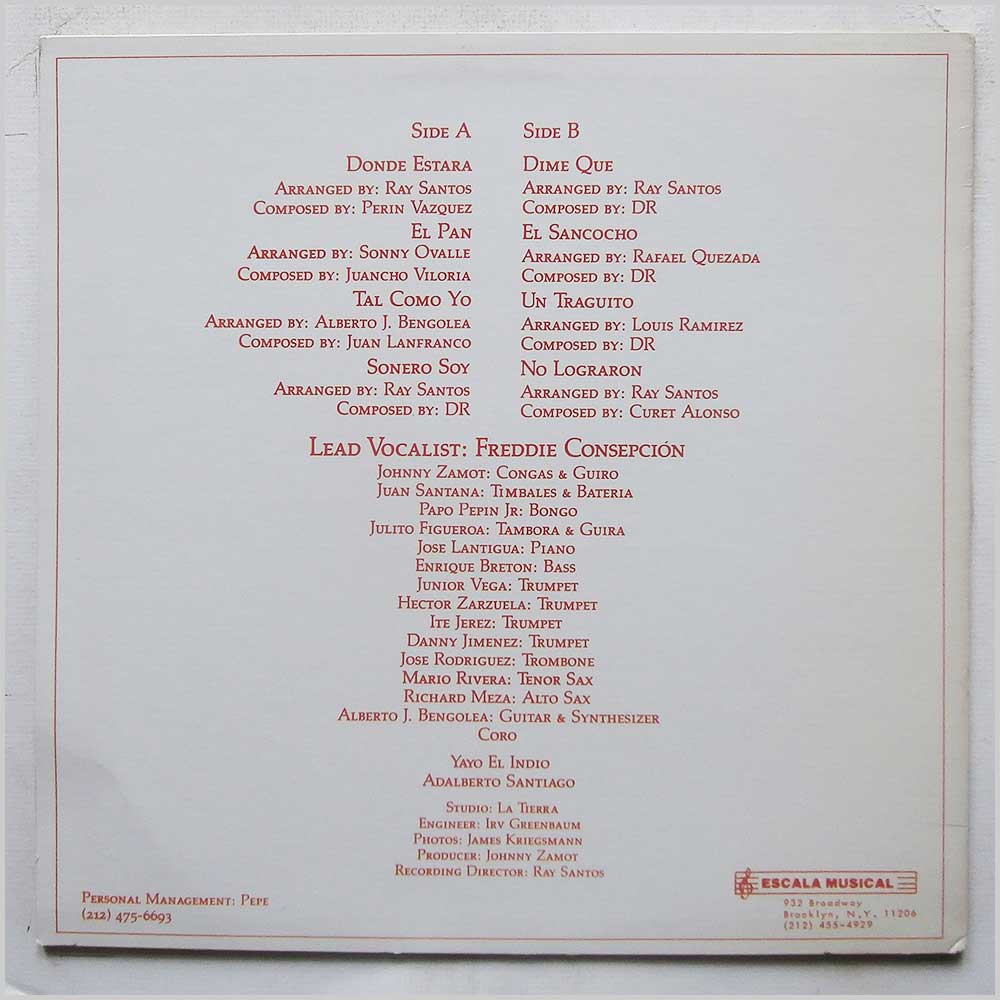 SIDE A
DONDE ESTARA
ARRANGED BY: RAY SANTOS
COMPOSED BY: PERIN VAZQUEZ
EL PAN
ARRANGED BY: SONNY OVALLE
COMPOSED BY: JUANCHO VILORIA
TAL COMO YO
ARRANGED BY: ALBERTO J. BENGOLEA
COMPOSED BY: JUAN LANFRANCO
SONERO SOY
ARRANGED BY: RAY SANTOS
COMPOSED BY: DR
SIDE B
DIME QUE
ARRANGED BY: RAY SANTOS
COMPOSED BY: DR
EL SANCOCHO
ARRANGED BY: RAFAEL QUEZADA
COMPOSED BY: DR
UN TRAGUITO
ARRANGED BY: LOUIS RAMIREZ
COMPOSED BY: DR
NO LOGRARON
ARRANGED BY: RAY SANTOS
COMPOSED BY: CURET ALONSO
LEAD VOCALIST: FREDDIE CONSEPCIÓN
JOHNNY ZAMOT: CONGAS & GUIRO
JUAN SANTANA: TIMBALES & BATERIA
PAPO PEPIN JR: BONGO
JULITO FIGUEROA: TAMBORA & GUIRA
JOSE LANTIGUA: PIANO
ENRIQUE BRETON: BASS
JUNIOR VEGA: TRUMPET
HECTOR ZARZUELA: TRUMPET
ITE JEREZ: TRUMPET
DANNY JIMENEZ: TRUMPET
JOSE RODRIGUEZ: TROMBONE
MARIO RIVERA: TENOR SAX
RICHARD MEZA: ALTO SAX
ALBERTO J. BENGOLEA: GUITAR & SYNTHESIZER
CORO
YAYO EL INDIO
ADALBERTO SANTIAGO
STUDIO: LA TIERRA
ENGINEER: IRV GREENBAUM
PHOTOS: JAMES KRIEGSMANN
PRODUCER: JOHNNY ZAMOT
RECORDING DIRECTOR: RAY SANTOS
PERSONAL MANAGEMENT: PEPE
(212) 475-6693
ESCALA MUSICAL
932 Broadway
Brooklyn, N.Y. 11206
(212) 455-4929